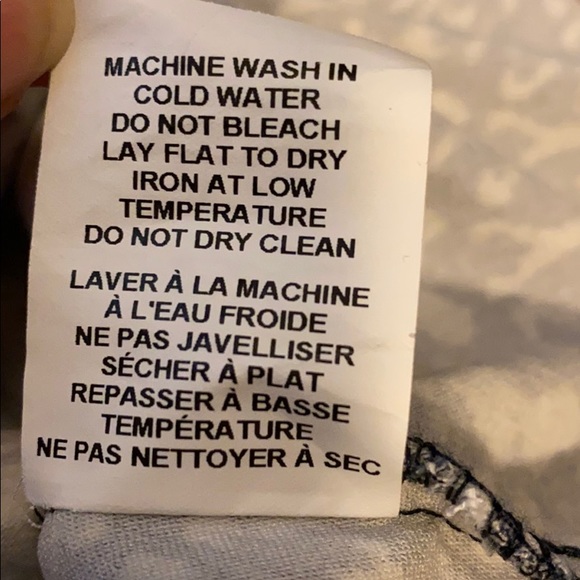 MACHINE WASH IN
COLD WATER
DO NOT BLEACH
LAY FLAT TO DRY
IRON AT LOW
TEMPERATURE
DO NOT DRY CLEAN
LAVER À LA MACHINE
À L'EAU FROIDE
NE PAS JAVELLISER
SÉCHER À PLAT
REPASSER À BASSE
TEMPÉRATURE
NE PAS NETTOYER À SEC